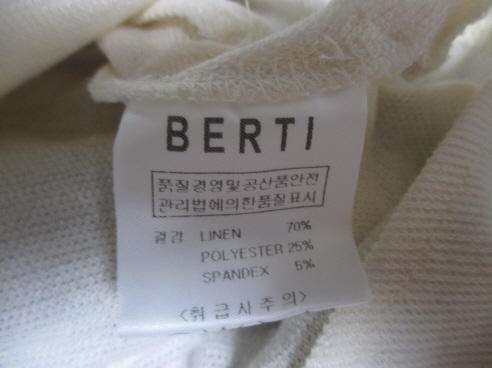 BERTI
품질경영및공산품안전
관리법에의한품질표시
겉감 LINEN 70%
POLYESTER 25%
SPANDEX 5%
<취급시주의>